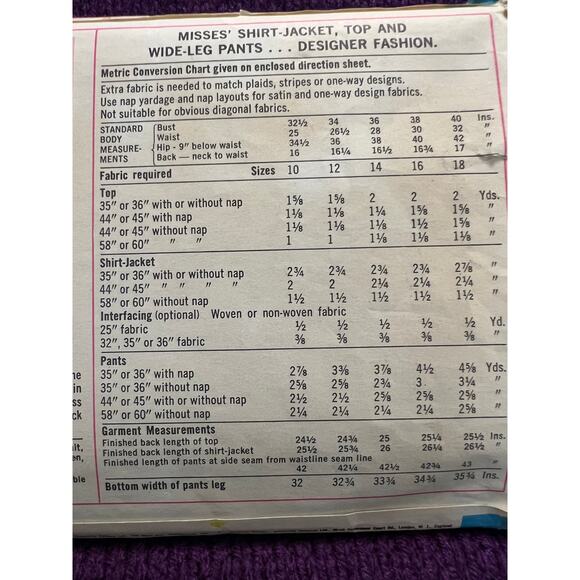 MISSES' SHIRT-JACKET, TOP AND
WIDE-LEG PANTS . . . DESIGNER FASHION.
Metric Conversion Chart given on enclosed direction sheet.
Extra fabric is needed to match plaids, stripes or one-way designs.
Use nap yardage and nap layouts for satin and one-way design fabrics.
Not suitable for obvious diagonal fabrics.
STANDARD Bust 32½ 34 36 38 40 Ins.
BODY Waist 25 26½ 28 30 32 "
MEASURE- Hip - 9" below waist 34½ 36 38 40 42 "
MENTS Back — neck to waist 16 16¼ 16½ 16¾ 17 "
Fabric required Sizes 10 12 14 16 18
Top
35" or 36" with or without nap 1⅝ 1⅝ 2 2 2 Yds.
44" or 45" with nap 1⅛ 1⅛ 1¼ 1⅝ 1⅝ "
44" or 45" without nap 1⅛ 1⅛ 1⅛ 1½ 1⅝ "
58" or 60" " " 1 1 1⅛ 1⅛ 1⅛ "
Shirt-Jacket
35" or 36" with or without nap 2¾ 2¾ 2¾ 2¾ 2⅞ "
44" or 45" " " " " 2 2 2¼ 2¼ 2¼ "
58" or 60" without nap 1½ 1½ 1½ 1½ 1½ "
Interfacing (optional) Woven or non-woven fabric
25" fabric ½ ½ ½ ½ ½ Yd.
32", 35" or 36" fabric ⅜ ⅜ ⅜ ⅜ ⅜ "
Pants
35" or 36" with nap 2⅞ 3⅜ 3⅞ 4½ 4⅝ Yds.
35" or 36" without nap 2⅝ 2⅝ 2¾ 3 3¼ "
44" or 45" with or without nap 2½ 2½ 2⅝ 2⅝ 2⅝ "
58" or 60" without nap 2¼ 2¼ 2¼ 2¼ 2⅝ "
Garment Measurements
Finished back length of top 24½ 24¾ 25 25¼ 25½ Ins.
Finished back length of shirt-jacket 25½ 25¾ 26 26¼ 26½ "
Finished length of pants at side seam from waistline seam line
42 42¼ 42½ 42¾ 43 "
Bottom width of pants leg 32 32¾ 33¾ 34¾ 35¾ Ins.